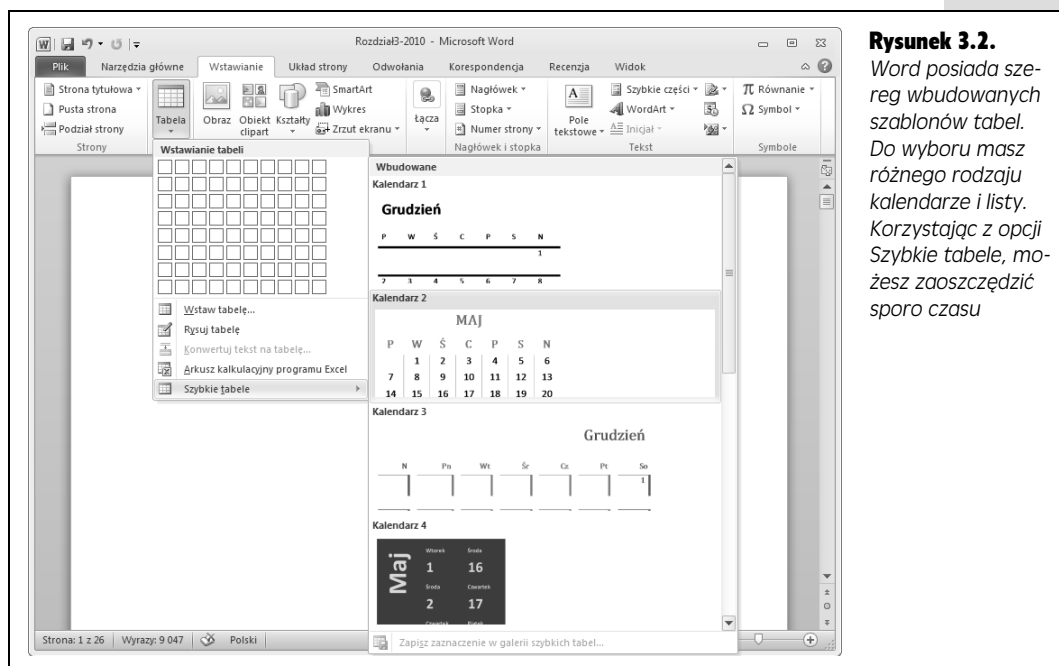 Rozdział3-2010 - Microsoft Word
Plik Narzędzia główne Wstawianie Układ strony Odwołania Korespondencja Recenzja Widok
Strona tytułowa
Pusta strona
Podział strony
Strony
Tabela
Obraz Obiekt clipart Kształty
SmartArt
Wykres
Zrzut ekranu
Łącza
Nagłówek
Stopka
Numer strony
Nagłówek i stopka
Pole tekstowe
Szybkie części
WordArt
Inicjał
Tekst
π Równanie
Ω Symbol
Symbole
Wstawianie tabeli
Wstaw tabelę...
Rysuj tabelę
Konwertuj tekst na tabelę...
Arkusz kalkulacyjny programu Excel
Szybkie tabele
Wbudowane
Kalendarz 1
Grudzień
P W Ś C P S N
1
2 3 4 5 6 7 8
Kalendarz 2
MAJ
P W Ś C P S N
1 2 3 4 5 6
7 8 9 10 11 12 13
14 15 16 17 18 19 20
Kalendarz 3
Grudzień
N Pn Wt Śr Cz Pt So
1
Kalendarz 4
Maj
Wtorek Środa
1 16
Środa Czwartek
2 17
Czwartek Piątek
Zapisz zaznaczenie w galerii szybkich tabel...
Strona: 1 z 26 Wyrazy: 9 047 Polski
Rysunek 3.2.
Word posiada sze-
reg wbudowanych
szablonów tabel.
Do wyboru masz
różnego rodzaju
kalendarze i listy.
Korzystając z opcji
Szybkie tabele, mo-
żesz zaoszczędzić
sporo czasu